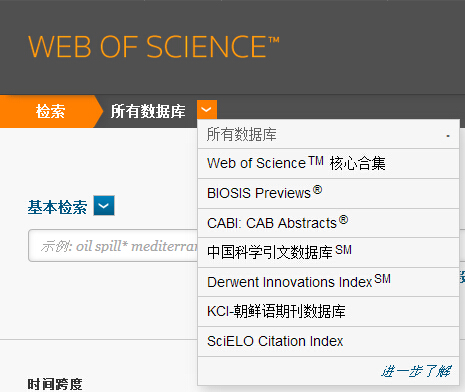 WEB OF SCIENCE™
检索 所有数据库
所有数据库 -
Web of Science™ 核心合集
BIOSIS Previews®
基本检索
CABI: CAB Abstracts®
示例: oil spill* mediterran
中国科学引文数据库℠
Derwent Innovations Index℠
KCI-朝鲜语期刊数据库
SciELO Citation Index
进一步了解
时间跨度